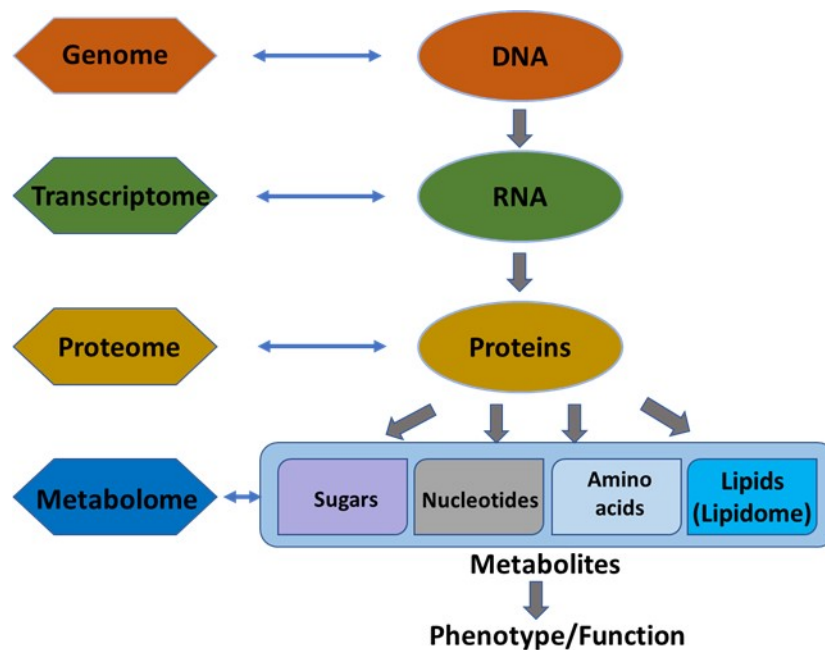 Genome
DNA
Transcriptome
RNA
Proteome
Proteins
Metabolome
Sugars
Nucleotides
Amino
acids
Lipids
(Lipidome)
Metabolites
Phenotype/Function